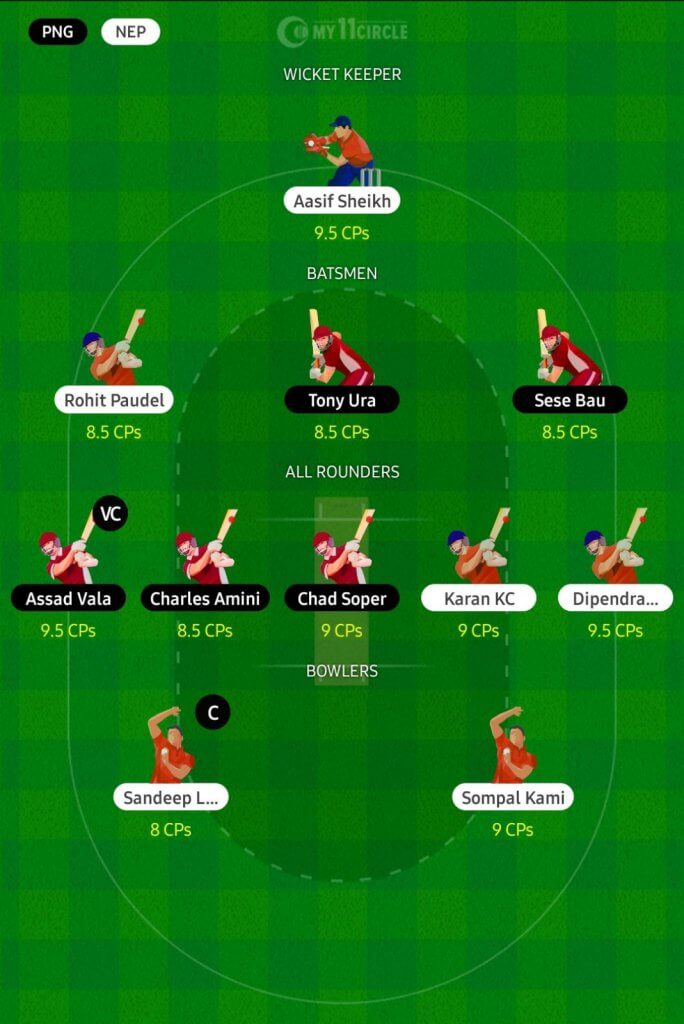 PNG NEP
MY11CIRCLE
WICKET KEEPER
Aasif Sheikh
9.5 CPs
BATSMEN
Rohit Paudel Tony Ura Sese Bau
8.5 CPs 8.5 CPs 8.5 CPs
ALL ROUNDERS
VC
Assad Vala Charles Amini Chad Soper Karan KC Dipendra...
9.5 CPs 8.5 CPs 9 CPs 9 CPs 9.5 CPs
BOWLERS
C
Sandeep L... Sompal Kami
8 CPs 9 CPs